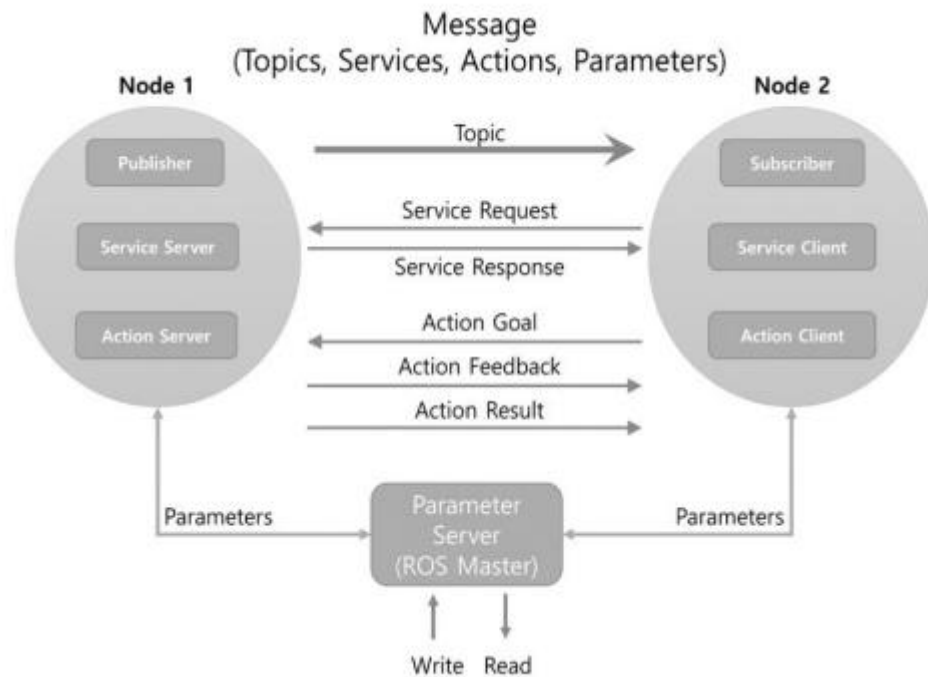 Message
(Topics, Services, Actions, Parameters)
Node 1
Node 2
Publisher
Topic
Subscriber
Service Request
Service Server
Service Client
Service Response
Action Goal
Action Server
Action Client
Action Feedback
Action Result
Parameters
Parameter
Server
(ROS Master)
Parameters
Write
Read